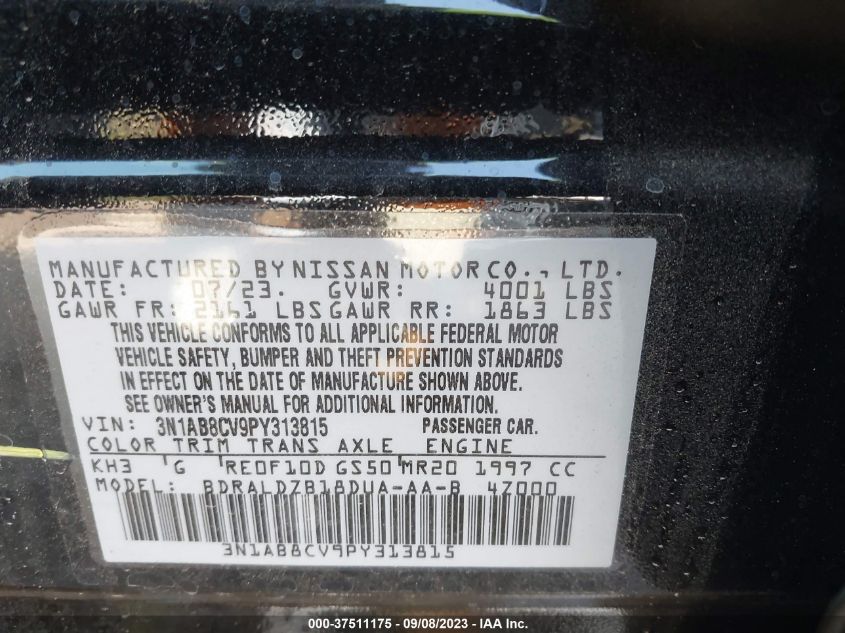 MANUFACTURED BY NISSAN MOTOR CO., LTD.
DATE: 07/23. GVWR: 4001 LBS
GAWR FR: 2161 LBS GAWR RR: 1863 LBS
THIS VEHICLE CONFORMS TO ALL APPLICABLE FEDERAL MOTOR
VEHICLE SAFETY, BUMPER AND THEFT PREVENTION STANDARDS
IN EFFECT ON THE DATE OF MANUFACTURE SHOWN ABOVE.
SEE OWNER'S MANUAL FOR ADDITIONAL INFORMATION.
VIN: 3N1AB8CV9PY313815 PASSENGER CAR.
COLOR TRIM TRANS AXLE ENGINE
KH3 G RE0F10D GS50 MR20 1997 CC
MODEL: BDRALDZB18DUA-AA-B 4Z000
3N1AB8CV9PY313815
000-37511175 - 09/08/2023 - IAA Inc.